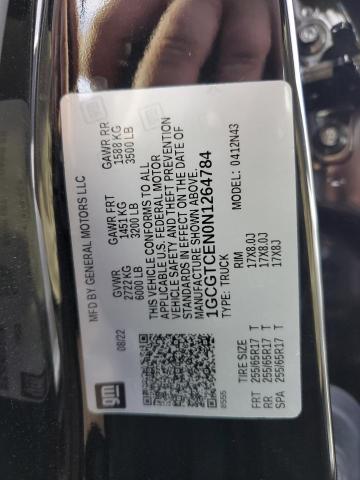 MFD BY GENERAL MOTORS LLC
08/22
GVWR
2722 KG
6000 LB
GAWR FRT
1451 KG
3200 LB
GAWR RR
1588 KG
3500 LB
THIS VEHICLE CONFORMS TO ALL
APPLICABLE U.S. FEDERAL MOTOR
VEHICLE SAFETY AND THEFT PREVENTION
STANDARDS IN EFFECT ON THE DATE OF
MANUFACTURE SHOWN ABOVE.
1GCGTCEN0N1264784
TYPE: TRUCK
MODEL: 0412N43
TIRE SIZE RIM
FRT 255/65R17 T 17X8.0J
RR 255/65R17 T 17X8.0J
SPA 255/65R17 T 17X8J
gm